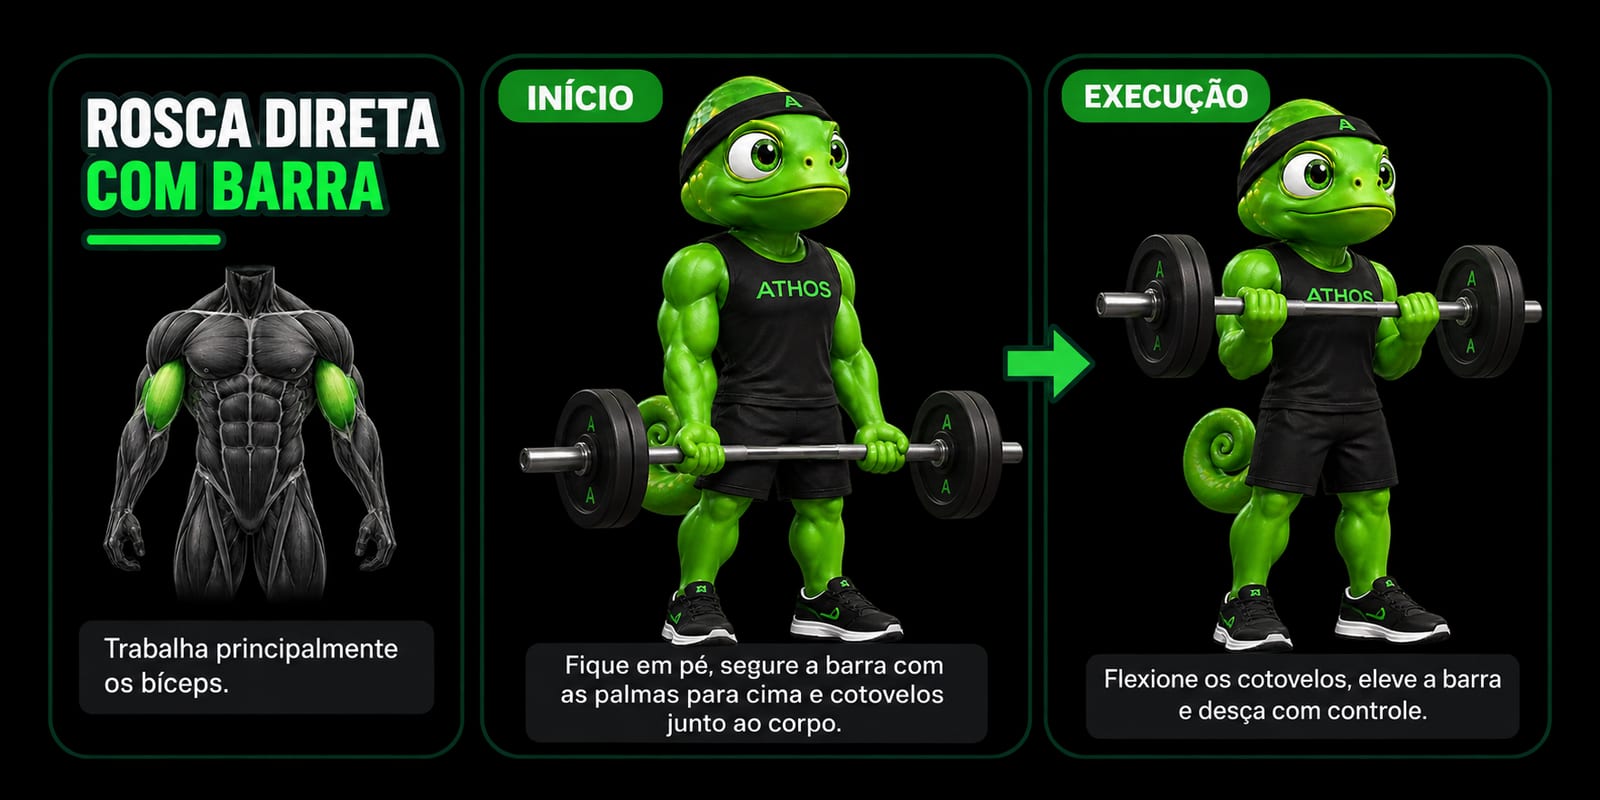 ROSCA DIRETA
COM BARRA
Trabalha principalmente
os bíceps.
INÍCIO
A
ATHOS
A
A
A
A
Fique em pé, segure a barra com
as palmas para cima e cotovelos
junto ao corpo.
EXECUÇÃO
A
A
A
ATHOS
A
A
Flexione os cotovelos, eleve a barra
e desça com controle.